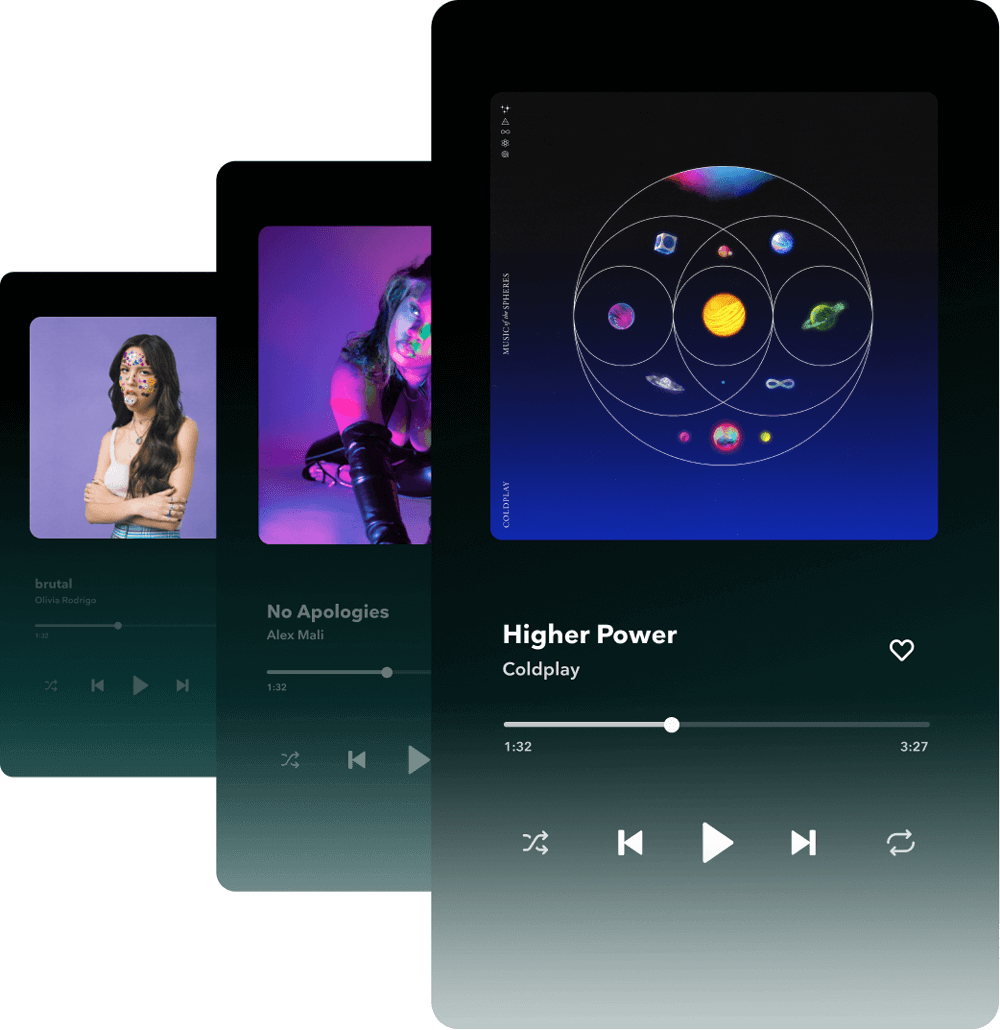 MUSIC of the SPHERES
COLDPLAY
brutal
Olivia Rodrigo
1:32
No Apologies
Alex Mali
1:32
Higher Power
Coldplay
1:32
3:27